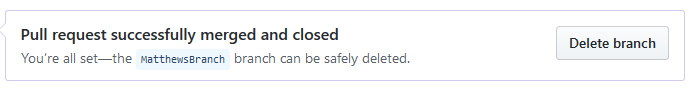 Pull request successfully merged and closed
You're all set—the MatthewsBranch branch can be safely deleted.
Delete branch